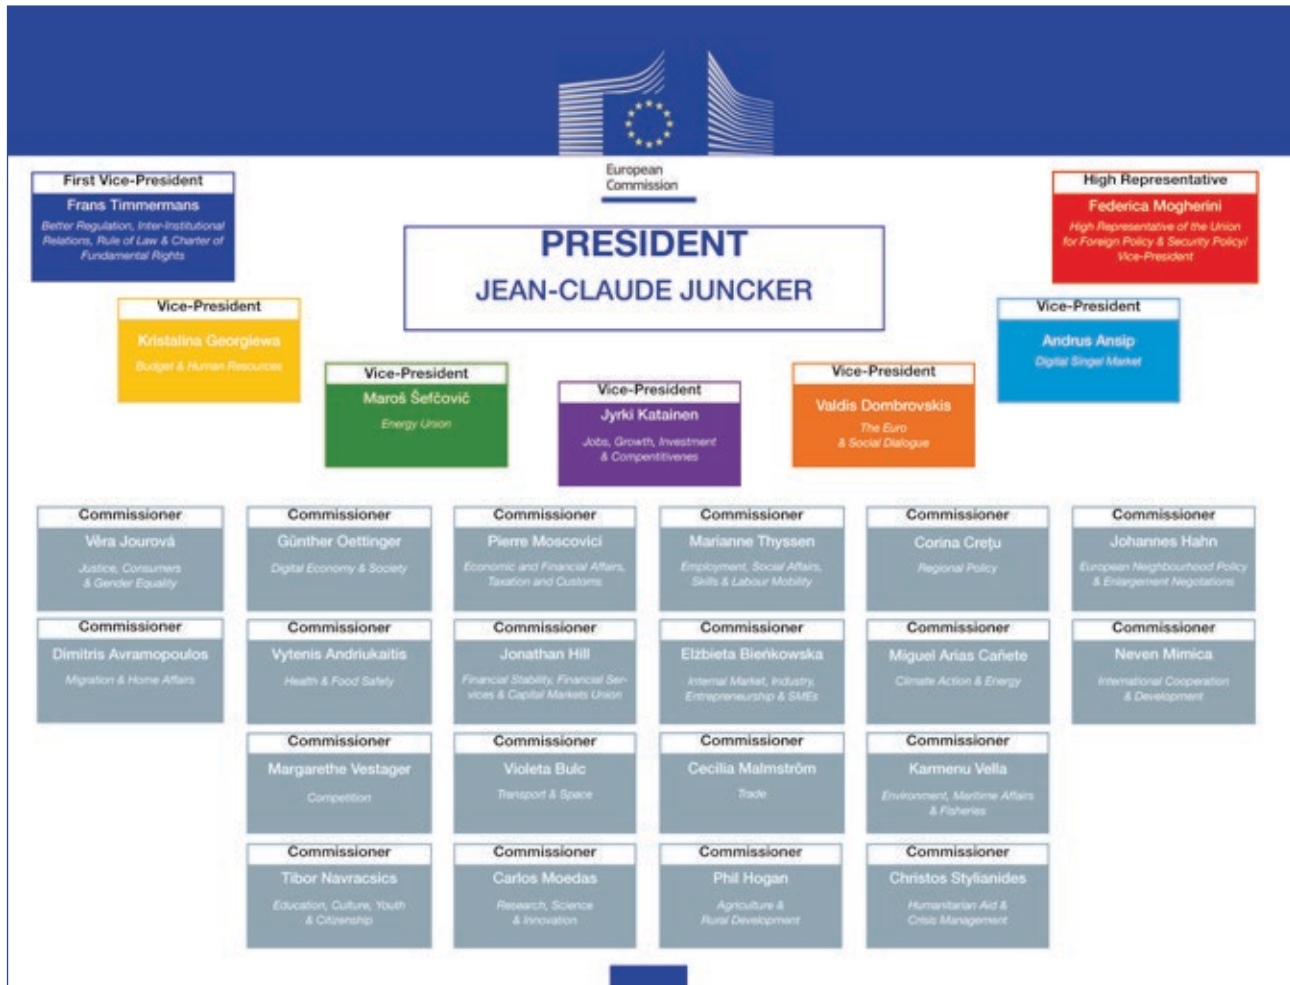 European
Commission
First Vice-President
Frans Timmermans
Better Regulation, Inter-Institutional
Relations, Rule of Law & Charter of
Fundamental Rights
High Representative
Federica Mogherini
High Representative of the Union
for Foreign Policy & Security Policy/
Vice-President
PRESIDENT
JEAN-CLAUDE JUNCKER
Vice-President
Kristalina Georgiewa
Budget & Human Resources
Vice-President
Andrus Ansip
Digital Singel Market
Vice-President
Maroš Šefčovič
Energy Union
Vice-President
Jyrki Katainen
Jobs, Growth, Investment
& Compentitivenes
Vice-President
Valdis Dombrovskis
The Euro
& Social Dialogue
Commissioner
Věra Jourová
Justice, Consumers
& Gender Equality
Commissioner
Günther Oettinger
Digital Economy & Society
Commissioner
Pierre Moscovici
Economic and Financial Affairs,
Taxation and Customs
Commissioner
Marianne Thyssen
Employment, Social Affairs,
Skills & Labour Mobility
Commissioner
Corina Crețu
Regional Policy
Commissioner
Johannes Hahn
European Neighbourhood Policy
& Enlargement Negotations
Commissioner
Dimitris Avramopoulos
Migration & Home Affairs
Commissioner
Vytenis Andriukaitis
Health & Food Safety
Commissioner
Jonathan Hill
Financial Stability, Financial Ser-
vices & Capital Markets Union
Commissioner
Elżbieta Bieńkowska
Internal Market, Industry,
Entrepreneurship & SMEs
Commissioner
Miguel Arias Cañete
Climate Action & Energy
Commissioner
Neven Mimica
International Cooperation
& Development
Commissioner
Margarethe Vestager
Competition
Commissioner
Violeta Bulc
Transport & Space
Commissioner
Cecilia Malmström
Trade
Commissioner
Karmenu Vella
Environment, Maritime Affairs
& Fisheries
Commissioner
Tibor Navracsics
Education, Culture, Youth
& Citizenship
Commissioner
Carlos Moedas
Research, Science
& Innovation
Commissioner
Phil Hogan
Agriculture &
Rural Development
Commissioner
Christos Stylianides
Humanitarian Aid &
Crisis Management